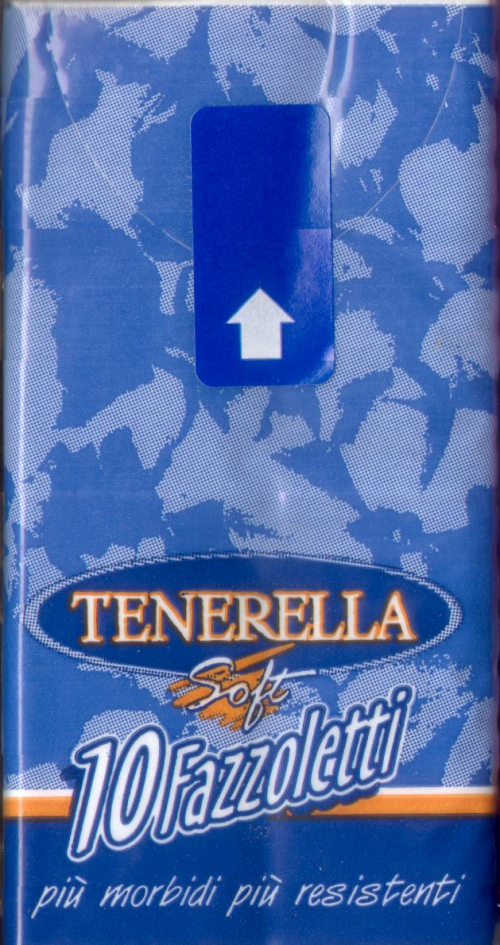 TENERELLA
Soft
10 Fazzoletti
più morbidi più resistenti